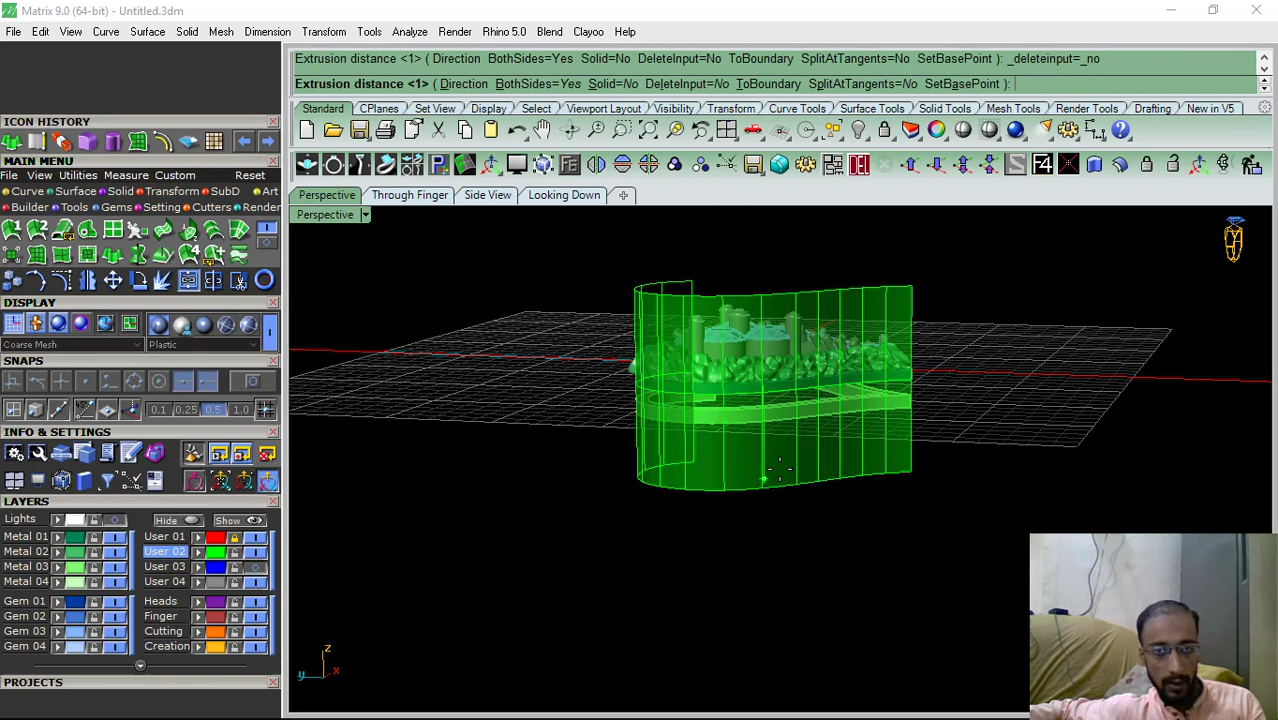 Matrix 9.0 (64-bit) - Untitled.3dm
File Edit View Curve Surface Solid Mesh Dimension Transform Tools Analyze Render Rhino 5.0 Blend Clayoo Help
Extrusion distance <1> ( Direction BothSides=Yes Solid=No DeleteInput=No ToBoundary SplitAtTangents=No SetBasePoint ): _deleteinput=_no
Extrusion distance <1> ( Direction BothSides=Yes Solid=No DeleteInput=No ToBoundary SplitAtTangents=No SetBasePoint ):
Standard CPlanes Set View Display Select Viewport Layout Visibility Transform Curve Tools Surface Tools Solid Tools Mesh Tools Render Tools Drafting New in V5
ICON HISTORY
MAIN MENU
File View Utilities Measure Custom Reset
Curve Surface Solid Transform SubD Art
Builder Tools Gems Setting Cutters Render
F4
DEL
Perspective Through Finger Side View Looking Down
Perspective
DISPLAY
Coarse Mesh Plastic
SNAPS
0.1 0.25 0.5 1.0
INFO & SETTINGS
LAYERS
Lights Hide Show
Metal 01 User 01
Metal 02 User 02
Metal 03 User 03
Metal 04 User 04
Gem 01 Heads
Gem 02 Finger
Gem 03 Cutting
Gem 04 Creation
PROJECTS
z
y x